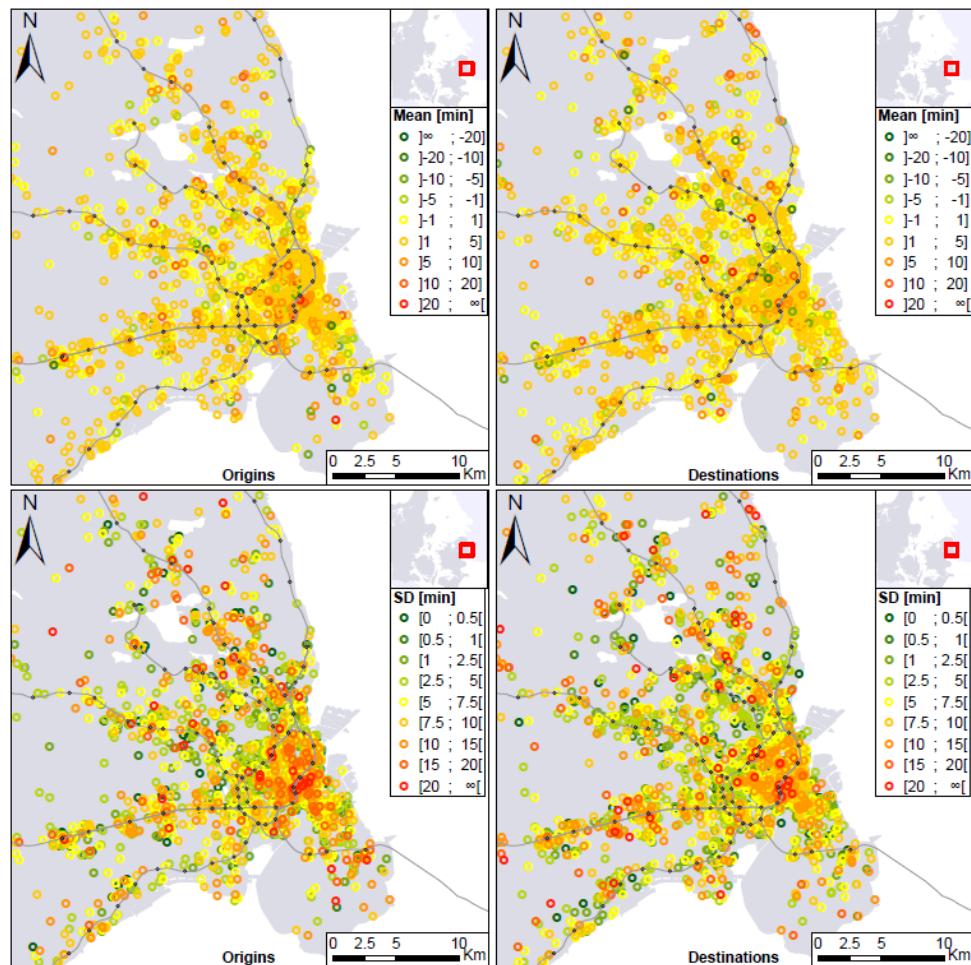 N
Mean [min]
]∞ ; -20]
]-20 ; -10]
]-10 ; -5]
]-5 ; -1]
]-1 ; 1]
]1 ; 5]
]5 ; 10]
]10 ; 20]
]20 ; ∞[
0 2.5 5 10
Km
Origins
N
Mean [min]
]∞ ; -20]
]-20 ; -10]
]-10 ; -5]
]-5 ; -1]
]-1 ; 1]
]1 ; 5]
]5 ; 10]
]10 ; 20]
]20 ; ∞[
0 2.5 5 10
Km
Destinations
N
SD [min]
[0 ; 0.5[
[0.5 ; 1[
[1 ; 2.5[
[2.5 ; 5[
[5 ; 7.5[
[7.5 ; 10[
[10 ; 15[
[15 ; 20[
[20 ; ∞[
0 2.5 5 10
Km
Origins
N
SD [min]
[0 ; 0.5[
[0.5 ; 1[
[1 ; 2.5[
[2.5 ; 5[
[5 ; 7.5[
[7.5 ; 10[
[10 ; 15[
[15 ; 20[
[20 ; ∞[
0 2.5 5 10
Km
Destinations